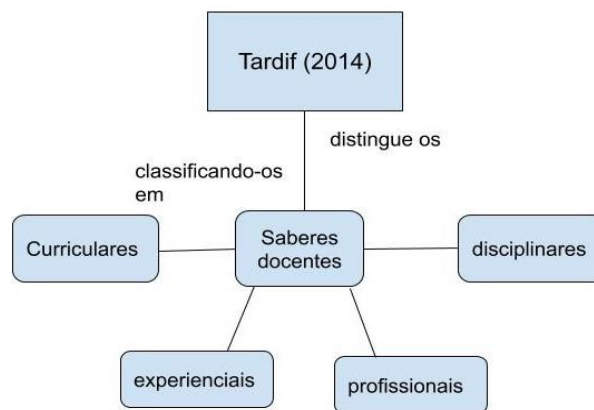 Tardif (2014)
distingue os
classificando-os
em
Curriculares
Saberes
docentes
disciplinares
experienciais
profissionais